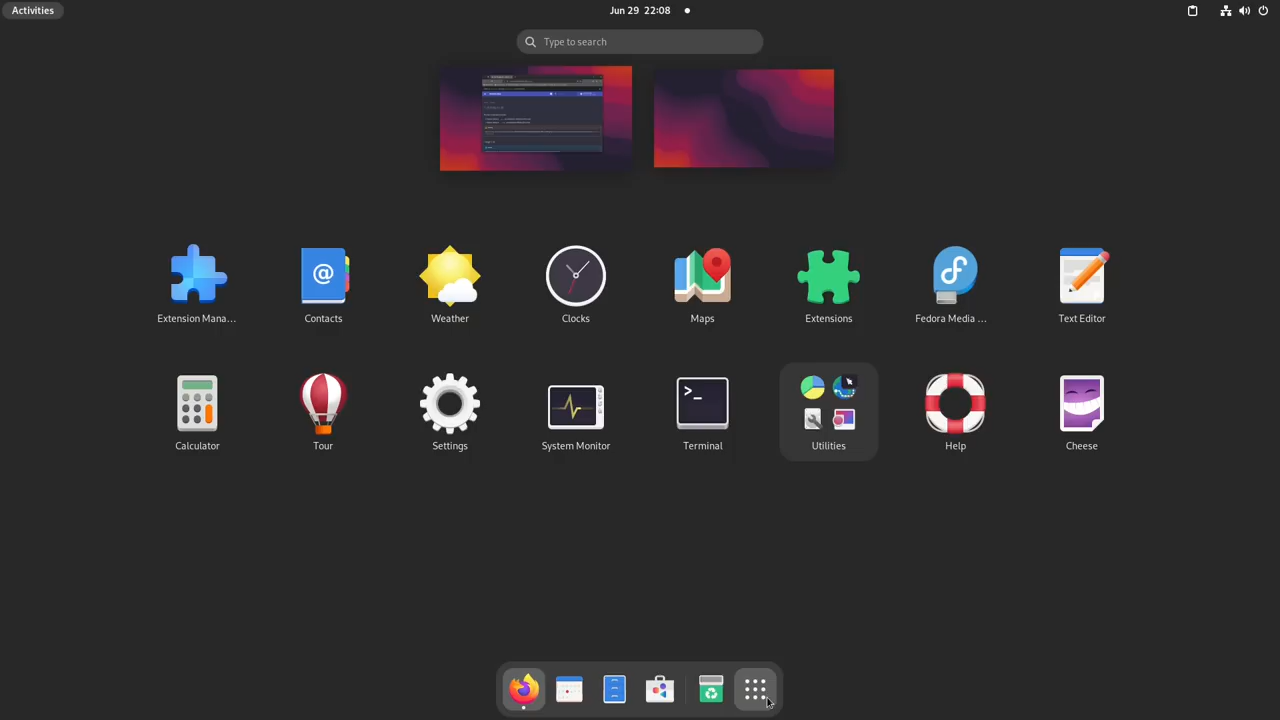 Activities
Jun 29 22:08
Type to search
Extension Mana...
Contacts
Weather
Clocks
Maps
Extensions
Fedora Media ...
Text Editor
Calculator
Tour
Settings
System Monitor
Terminal
Utilities
Help
Cheese